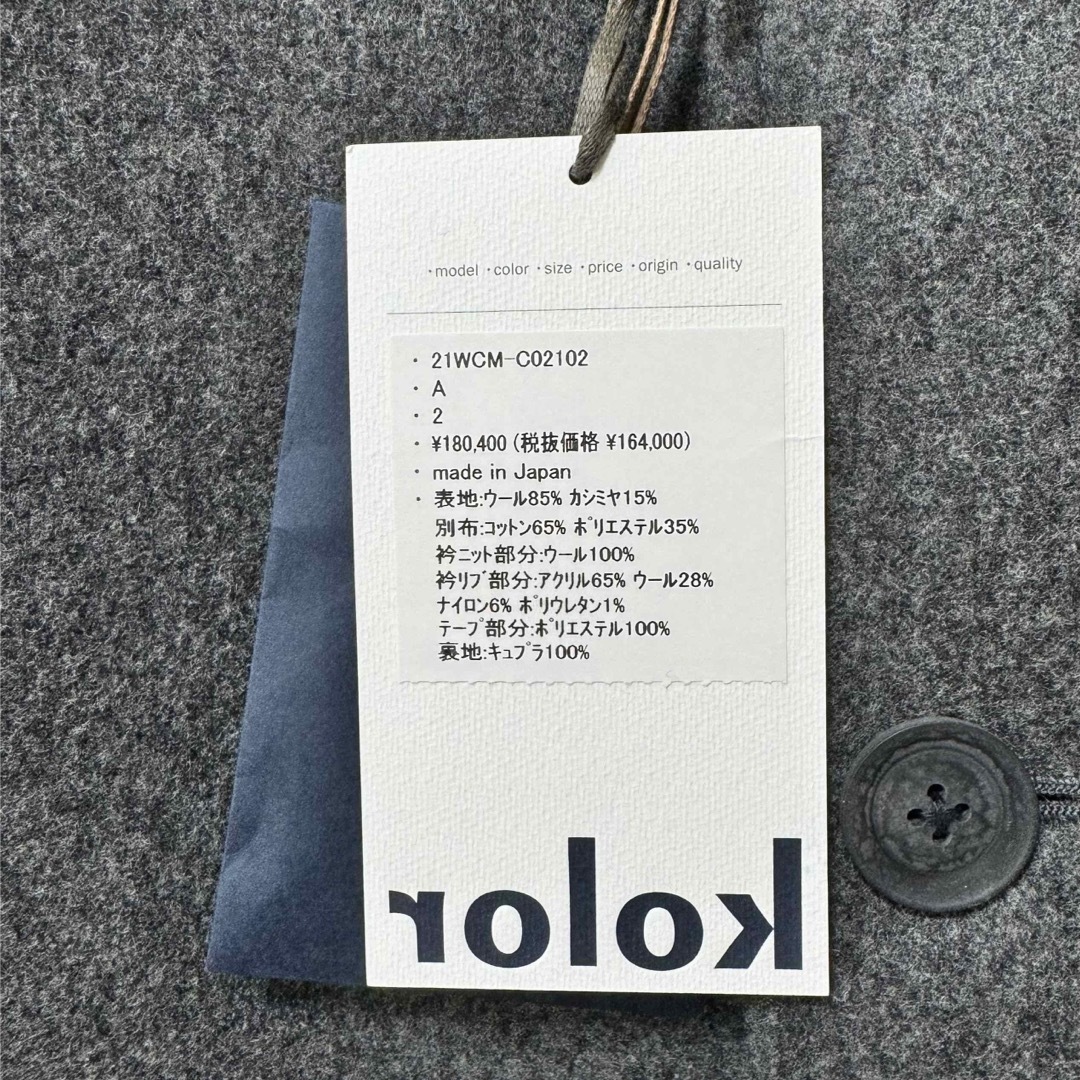 ・model ・color ・size ・price ・origin ・quality
・ 21WCM-C02102
・ A
・ 2
・ ¥180,400 (税抜価格 ¥164,000)
・ made in Japan
・ 表地:ウール85% カシミヤ15%
別布:コットン65% ポリエステル35%
衿ニット部分:ウール100%
衿リブ部分:アクリル65% ウール28%
ナイロン6% ポリウレタン1%
テープ部分:ポリエステル100%
裏地:キュプラ100%
kolor